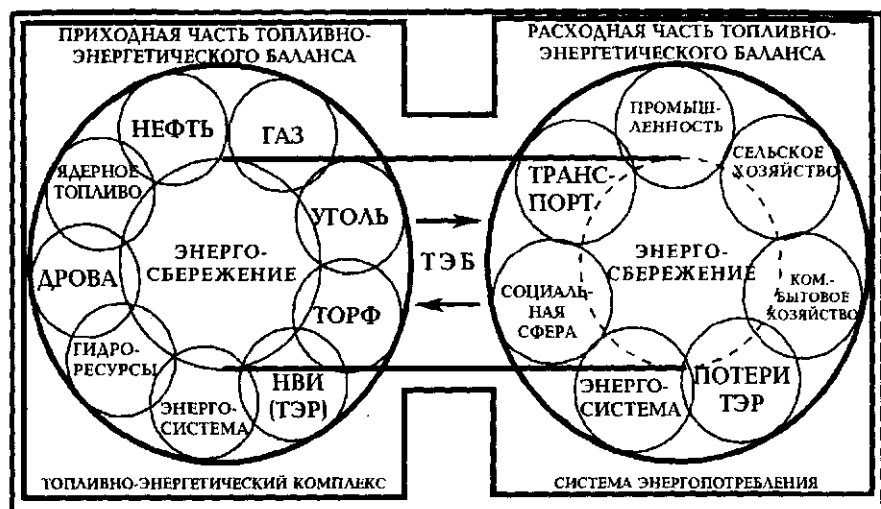 ПРИХОДНАЯ ЧАСТЬ ТОПЛИВНО-
ЭНЕРГЕТИЧЕСКОГО БАЛАНСА
НЕФТЬ
ГАЗ
ЯДЕРНОЕ
ТОПЛИВО
УГОЛЬ
ЭНЕРГО-
СБЕРЕЖЕНИЕ
ДРОВА
ТОРФ
ГИДРО-
РЕСУРСЫ
НВИ
(ТЭР)
ЭНЕРГО-
СИСТЕМА
ТОПЛИВНО-ЭНЕРГЕТИЧЕСКИЙ КОМПЛЕКС
ТЭБ
РАСХОДНАЯ ЧАСТЬ ТОПЛИВНО-
ЭНЕРГЕТИЧЕСКОГО БАЛАНСА
ПРОМЫШ-
ЛЕННОСТЬ
ТРАНС-
ПОРТ
СЕЛЬСКОЕ
ХОЗЯЙСТВО
ЭНЕРГО-
СБЕРЕЖЕНИЕ
СОЦИАЛЬ-
НАЯ
СФЕРА
КОМ.-
БЫТОВОЕ
ХОЗЯЙСТВО
ЭНЕРГО-
СИСТЕМА
ПОТЕРИ
ТЭР
СИСТЕМА ЭНЕРГОПОТРЕБЛЕНИЯ